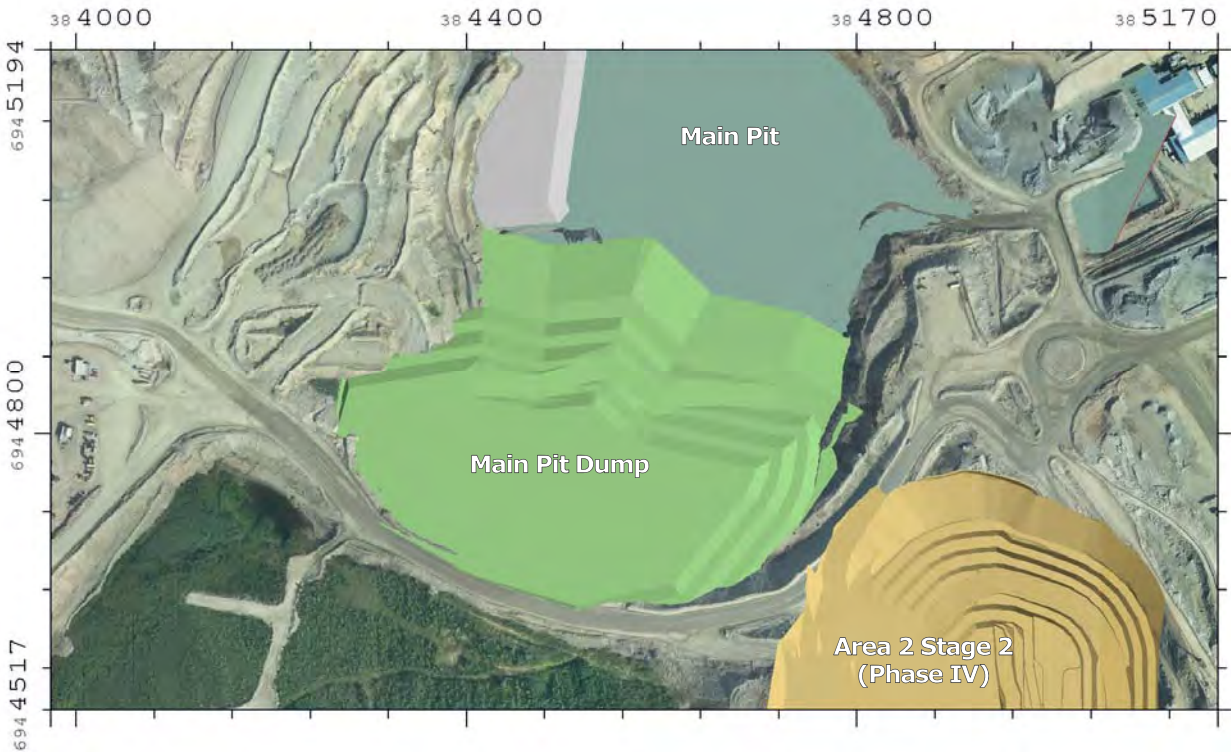 38 4000
38 4400
38 4800
38 5170
694 5194
Main Pit
694 4800
Main Pit Dump
Area 2 Stage 2
(Phase IV)
694 4517